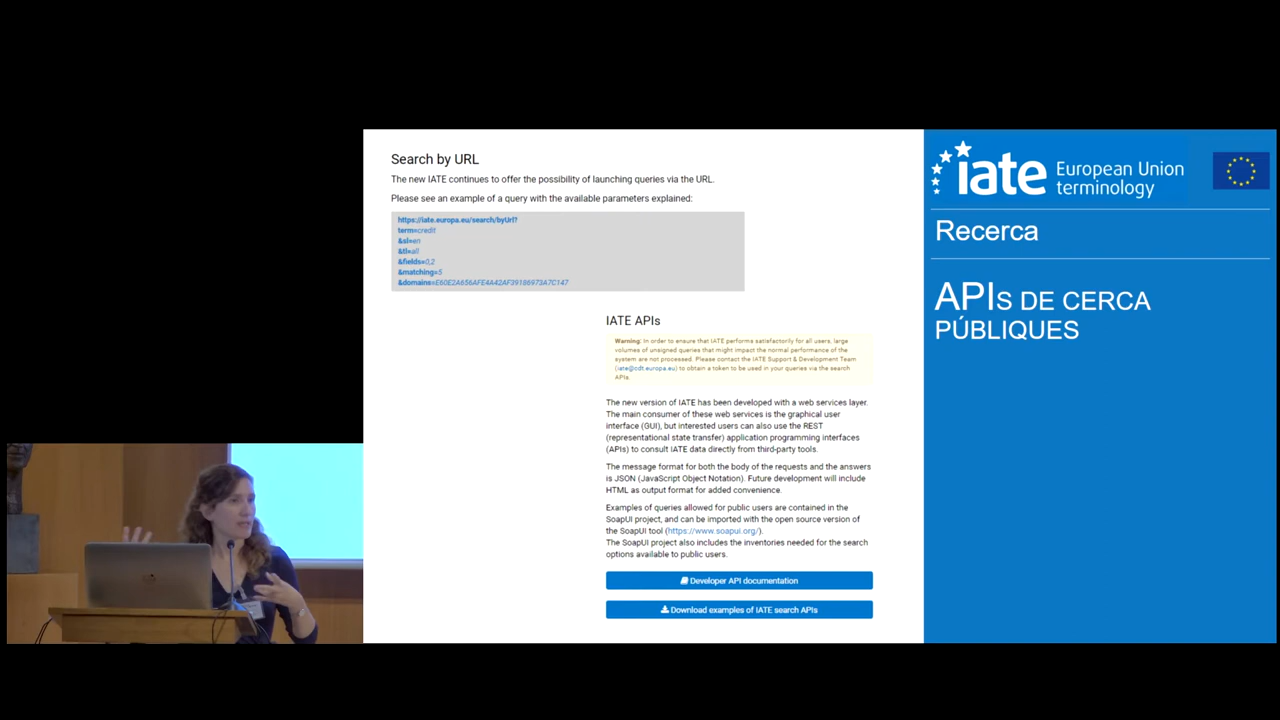 Search by URL
The new IATE continues to offer the possibility of launching queries via the URL.
Please see an example of a query with the available parameters explained:
https://iate.europa.eu/search/byUrl?
term=credit
&sl=en
&tl=all
&fields=0,2
&matching=5
&domains=E60E2A656AFE4A42AF39186973A7C147
IATE APIs
Warning: In order to ensure that IATE performs satisfactorily for all users, large
volumes of unsigned queries that might impact the normal performance of the
system are not processed. Please contact the IATE Support & Development Team
(iate@cdt.europa.eu) to obtain a token to be used in your queries via the search
APIs.
The new version of IATE has been developed with a web services layer.
The main consumer of these web services is the graphical user
interface (GUI), but interested users can also use the REST
(representational state transfer) application programming interfaces
(APIs) to consult IATE data directly from third-party tools.
The message format for both the body of the requests and the answers
is JSON (JavaScript Object Notation). Future development will include
HTML as output format for added convenience.
Examples of queries allowed for public users are contained in the
SoapUI project, and can be imported with the open source version of
the SoapUI tool (https://www.soapui.org/).
The SoapUI project also includes the inventories needed for the search
options available to public users.
Developer API documentation
Download examples of IATE search APIs
iate European Union
terminology
Recerca
APIS DE CERCA
PÚBLIQUES